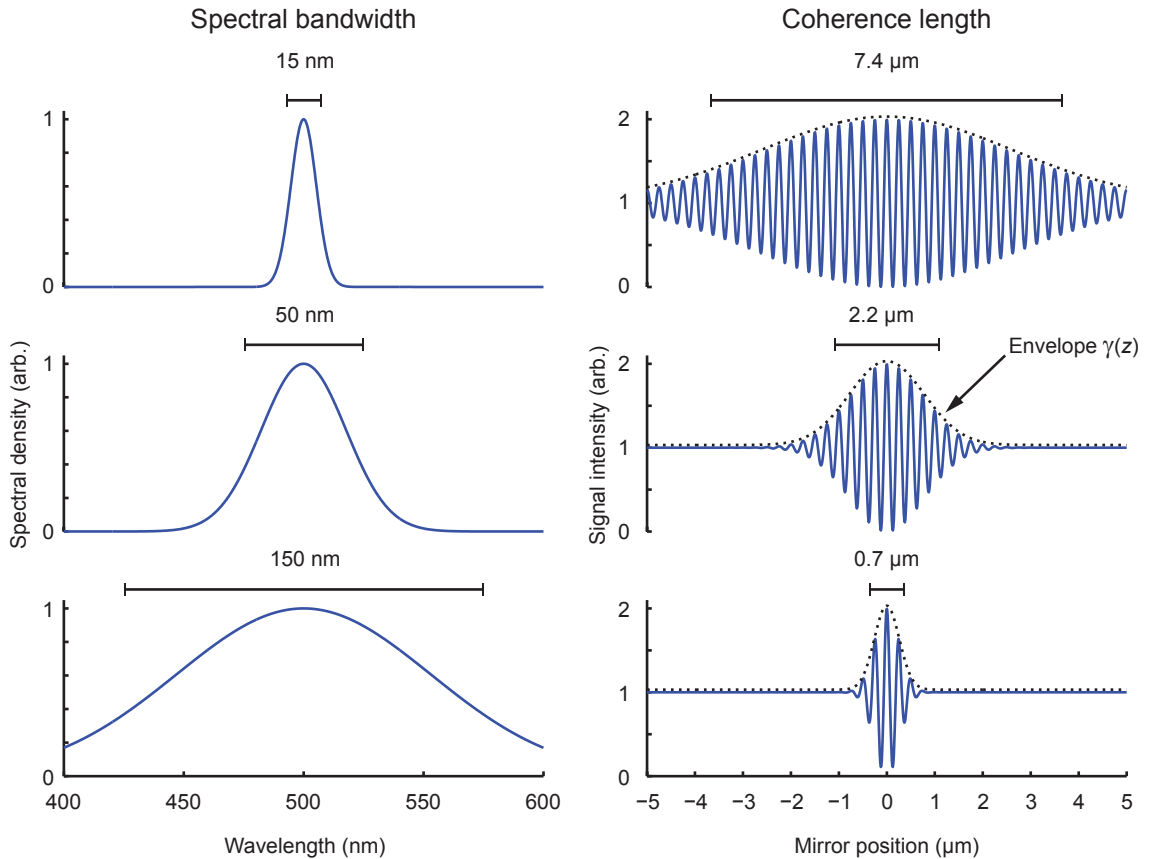 Spectral bandwidth
Coherence length
15 nm
7.4 µm
1
0
2
1
0
50 nm
2.2 µm
Envelope γ(z)
Spectral density (arb.)
1
0
Signal intensity (arb.)
2
1
0
150 nm
0.7 µm
1
0
2
1
0
400 450 500 550 600
−5 −4 −3 −2 −1 0 1 2 3 4 5
Wavelength (nm)
Mirror position (µm)